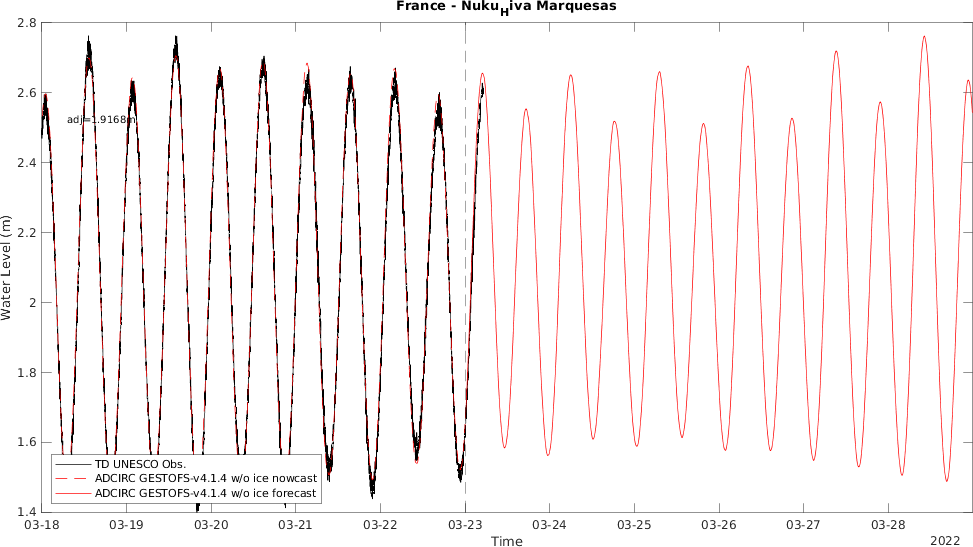 France - Nuku_Hiva Marquesas
2.8
2.6
2.4
2.2
2
1.8
1.6
1.4
Water Level (m)
adj=1.9168m
TD UNESCO Obs.
ADCIRC GESTOFS-v4.1.4 w/o ice nowcast
ADCIRC GESTOFS-v4.1.4 w/o ice forecast
03-18 03-19 03-20 03-21 03-22 03-23 03-24 03-25 03-26 03-27 03-28
Time
2022